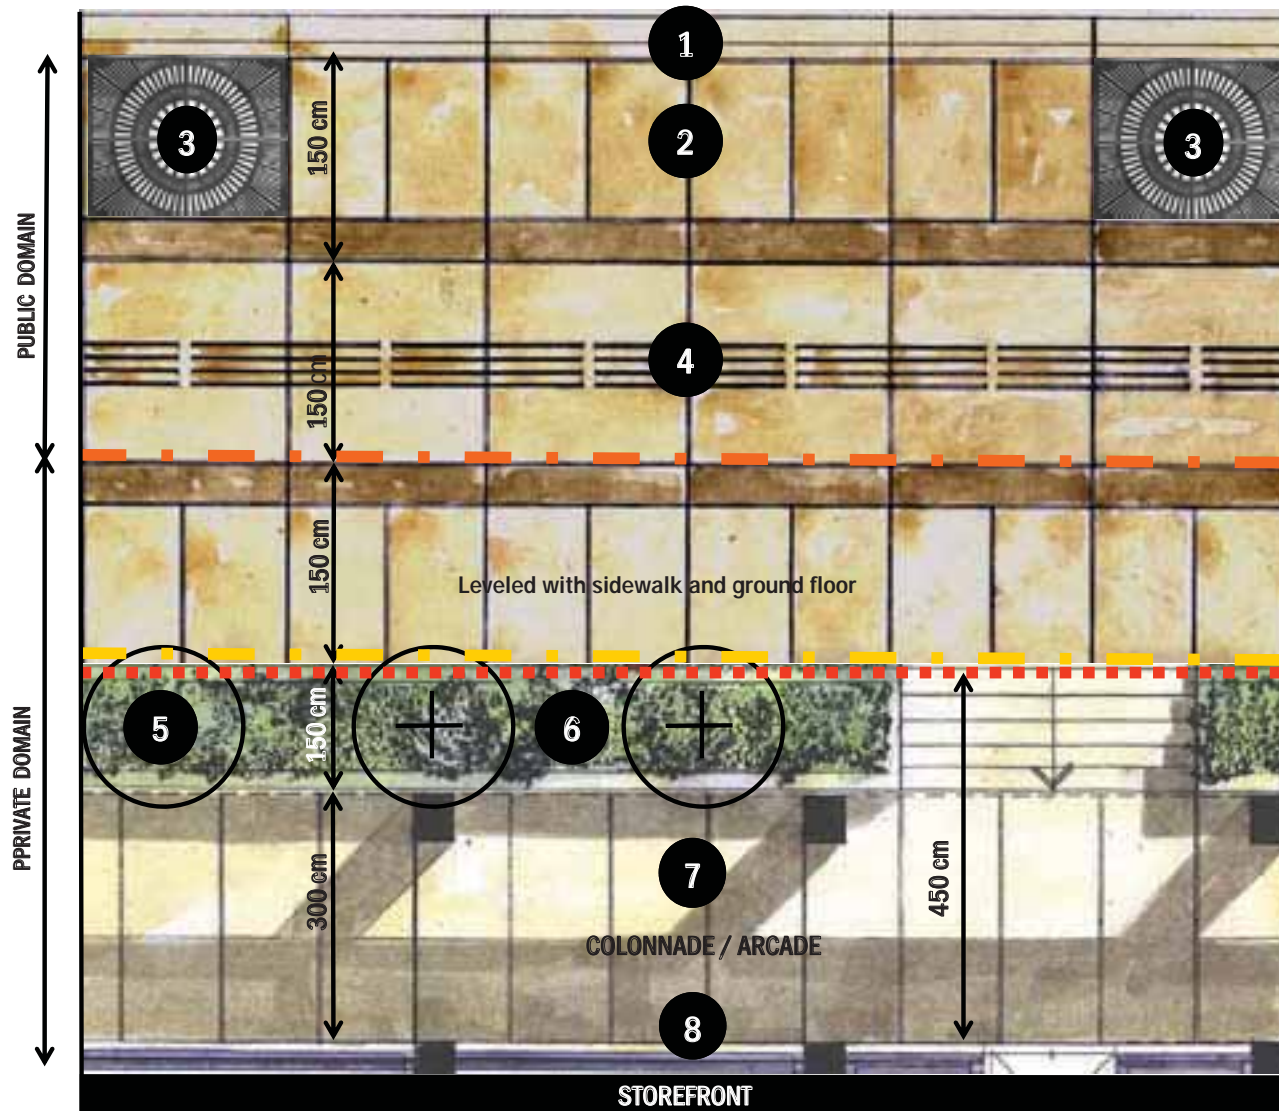 1
2
3
3
150 cm
PUBLIC DOMAIN
4
150 cm
150 cm
Leveled with sidewalk and ground floor
5
6
150 cm
PPRIVATE DOMAIN
7
300 cm
450 cm
COLONNADE / ARCADE
8
STOREFRONT